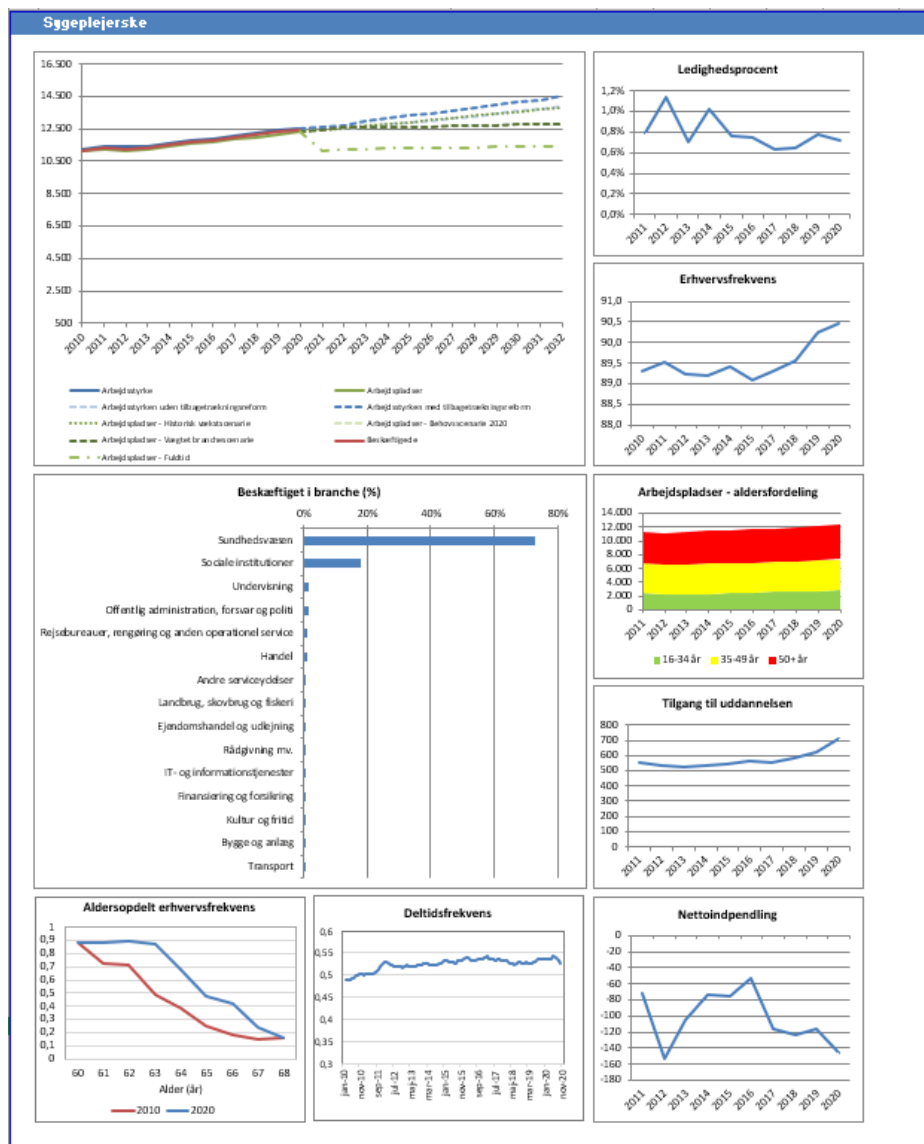 Sygeplejerske
16.500
14.500
12.500
10.500
8.500
6.500
4.500
2.500
500
2010 2011 2012 2013 2014 2015 2016 2017 2018 2019 2020 2021 2022 2023 2024 2025 2026 2027 2028 2029 2030 2031 2032
Arbejdsstyrke Arbejdspladser
Arbejdsstyrken uden tilbagetrækningsreform Arbejdsstyrken med tilbagetrækningsreform
Arbejdspladser - Historisk vækstscenarie Arbejdspladser - Behovsscenarie 2020
Arbejdspladser - Vægtet branchescenarie Beskæftigede
Arbejdspladser - Fuldtid
Ledighedsprocent
1,2%
1,0%
0,8%
0,6%
0,4%
0,2%
0,0%
2011 2012 2013 2014 2015 2016 2017 2018 2019 2020
Erhvervsfrekvens
91,0
90,5
90,0
89,5
89,0
88,5
88,0
2010 2011 2012 2013 2014 2015 2016 2017 2018 2019 2020
Beskæftiget i branche (%)
0% 20% 40% 60% 80%
Sundhedsvæsen
Sociale institutioner
Undervisning
Offentlig administration, forsvar og politi
Rejsebureauer, rengøring og anden operationel service
Handel
Andre serviceydelser
Landbrug, skovbrug og fiskeri
Ejendomshandel og udlejning
Rådgivning mv.
IT- og informationstjenester
Finansiering og forsikring
Kultur og fritid
Bygge og anlæg
Transport
Arbejdspladser - aldersfordeling
14.000
12.000
10.000
8.000
6.000
4.000
2.000
0
2011 2012 2013 2014 2015 2016 2017 2018 2019 2020
16-34 år 35-49 år 50+ år
Tilgang til uddannelsen
800
700
600
500
400
300
200
100
0
2011 2012 2013 2014 2015 2016 2017 2018 2019 2020
Aldersopdelt erhvervsfrekvens
1
0,9
0,8
0,7
0,6
0,5
0,4
0,3
0,2
0,1
0
60 61 62 63 64 65 66 67 68
Alder (år)
2010 2020
Deltidsfrekvens
0,6
0,55
0,5
0,45
0,4
0,35
0,3
jan-10 nov-10 sep-11 jul-12 maj-13 mar-14 jan-15 nov-15 sep-16 jul-17 maj-18 mar-19 jan-20 nov-20
Nettoindpendling
0
-20
-40
-60
-80
-100
-120
-140
-160
-180
2011 2012 2013 2014 2015 2016 2017 2018 2019 2020